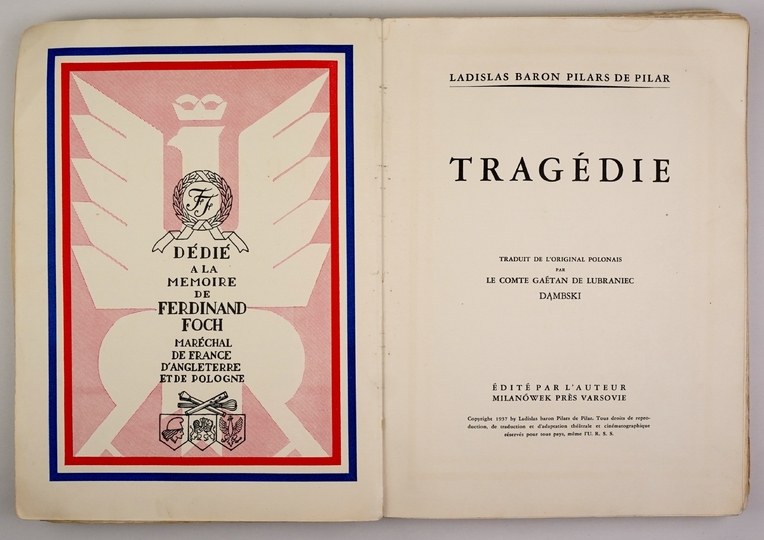 FF
DÉDIÉ
A LA
MEMOIRE
DE
FERDINAND
FOCH
MARÉCHAL
DE FRANCE
D'ANGLETERRE
ET DE POLOGNE
LADISLAS BARON PILARS DE PILAR
TRAGÉDIE
TRADUIT DE L'ORIGINAL POLONAIS
PAR
LE COMTE GAËTAN DE LUBRANIEC
DĄMBSKI
ÉDITÉ PAR L'AUTEUR
MILANÓWEK PRÈS VARSOVIE
Copyright 1937 by Ladislas baron Pilars de Pilar. Tous droits de repro-
duction, de traduction et d'adaptation théâtrale et cinématographique
réservés pour tous pays, même l'U. R. S. S.